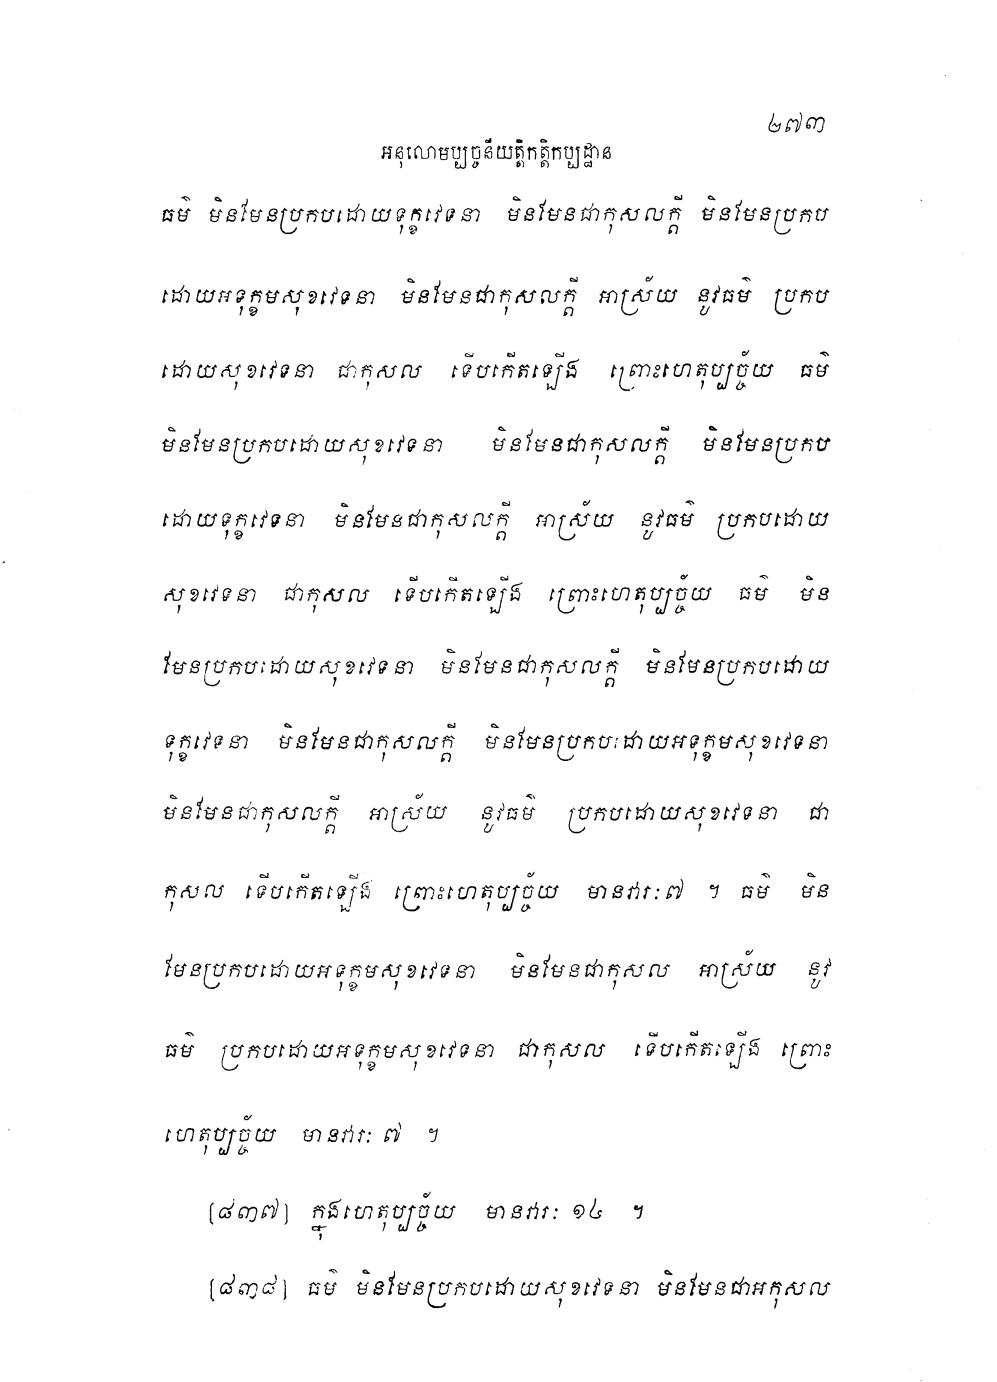 ២៧៣
អនុលោមប្បច្ចនីយត្តិកត្តិកប្បដ្ឋាន
ធម៌ មិនមែនប្រកបដោយទុក្ខវេទនា មិនមែនជាកុសលក្តី មិនមែនប្រកប
ដោយអទុក្ខមសុខវេទនា មិនមែនជាកុសលក្តី អាស្រ័យ នូវធម៌ ប្រកប
ដោយសុខវេទនា ជាកុសល ទើបកើតឡើង ព្រោះហេតុប្បច្ច័យ ធម៌
មិនមែនប្រកបដោយសុខវេទនា មិនមែនជាកុសលក្តី មិនមែនប្រកប
ដោយទុក្ខវេទនា មិនមែនជាកុសលក្តី អាស្រ័យ នូវធម៌ ប្រកបដោយ
សុខវេទនា ជាកុសល ទើបកើតឡើង ព្រោះហេតុប្បច្ច័យ ធម៌ មិន
មែនប្រកបដោយសុខវេទនា មិនមែនជាកុសលក្តី មិនមែនប្រកបដោយ
ទុក្ខវេទនា មិនមែនជាកុសលក្តី មិនមែនប្រកបដោយអទុក្ខមសុខវេទនា
មិនមែនជាកុសលក្តី អាស្រ័យ នូវធម៌ ប្រកបដោយសុខវេទនា ជា
កុសល ទើបកើតឡើង ព្រោះហេតុប្បច្ច័យ មានវារៈ៧ ។ ធម៌ មិន
មែនប្រកបដោយអទុក្ខមសុខវេទនា មិនមែនជាកុសល អាស្រ័យ នូវ
ធម៌ ប្រកបដោយអទុក្ខមសុខវេទនា ជាកុសល ទើបកើតឡើង ព្រោះ
ហេតុប្បច្ច័យ មានវារៈ ៧ ។
[៨៣៧] ក្នុងហេតុប្បច្ច័យ មានវារៈ ១៤ ។
[៨៣៨] ធម៌ មិនមែនប្រកបដោយសុខវេទនា មិនមែនជាអកុសល